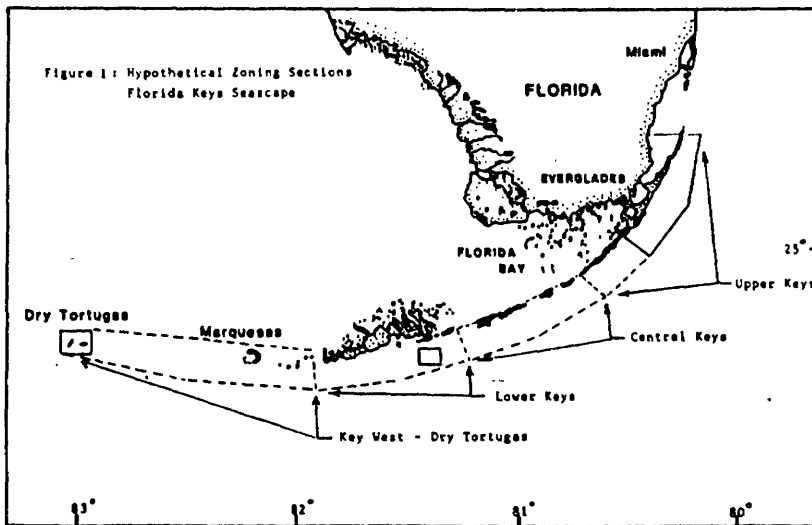 Figure 1: Hypothetical Zoning Sections
Florida Keys Seascape
Miami
FLORIDA
EVERGLADES
FLORIDA
BAY
25°
Upper Keys
Dry Tortugas
Marquesas
Central Keys
Lower Keys
Key West - Dry Tortugas
83°
82°
81°
80°